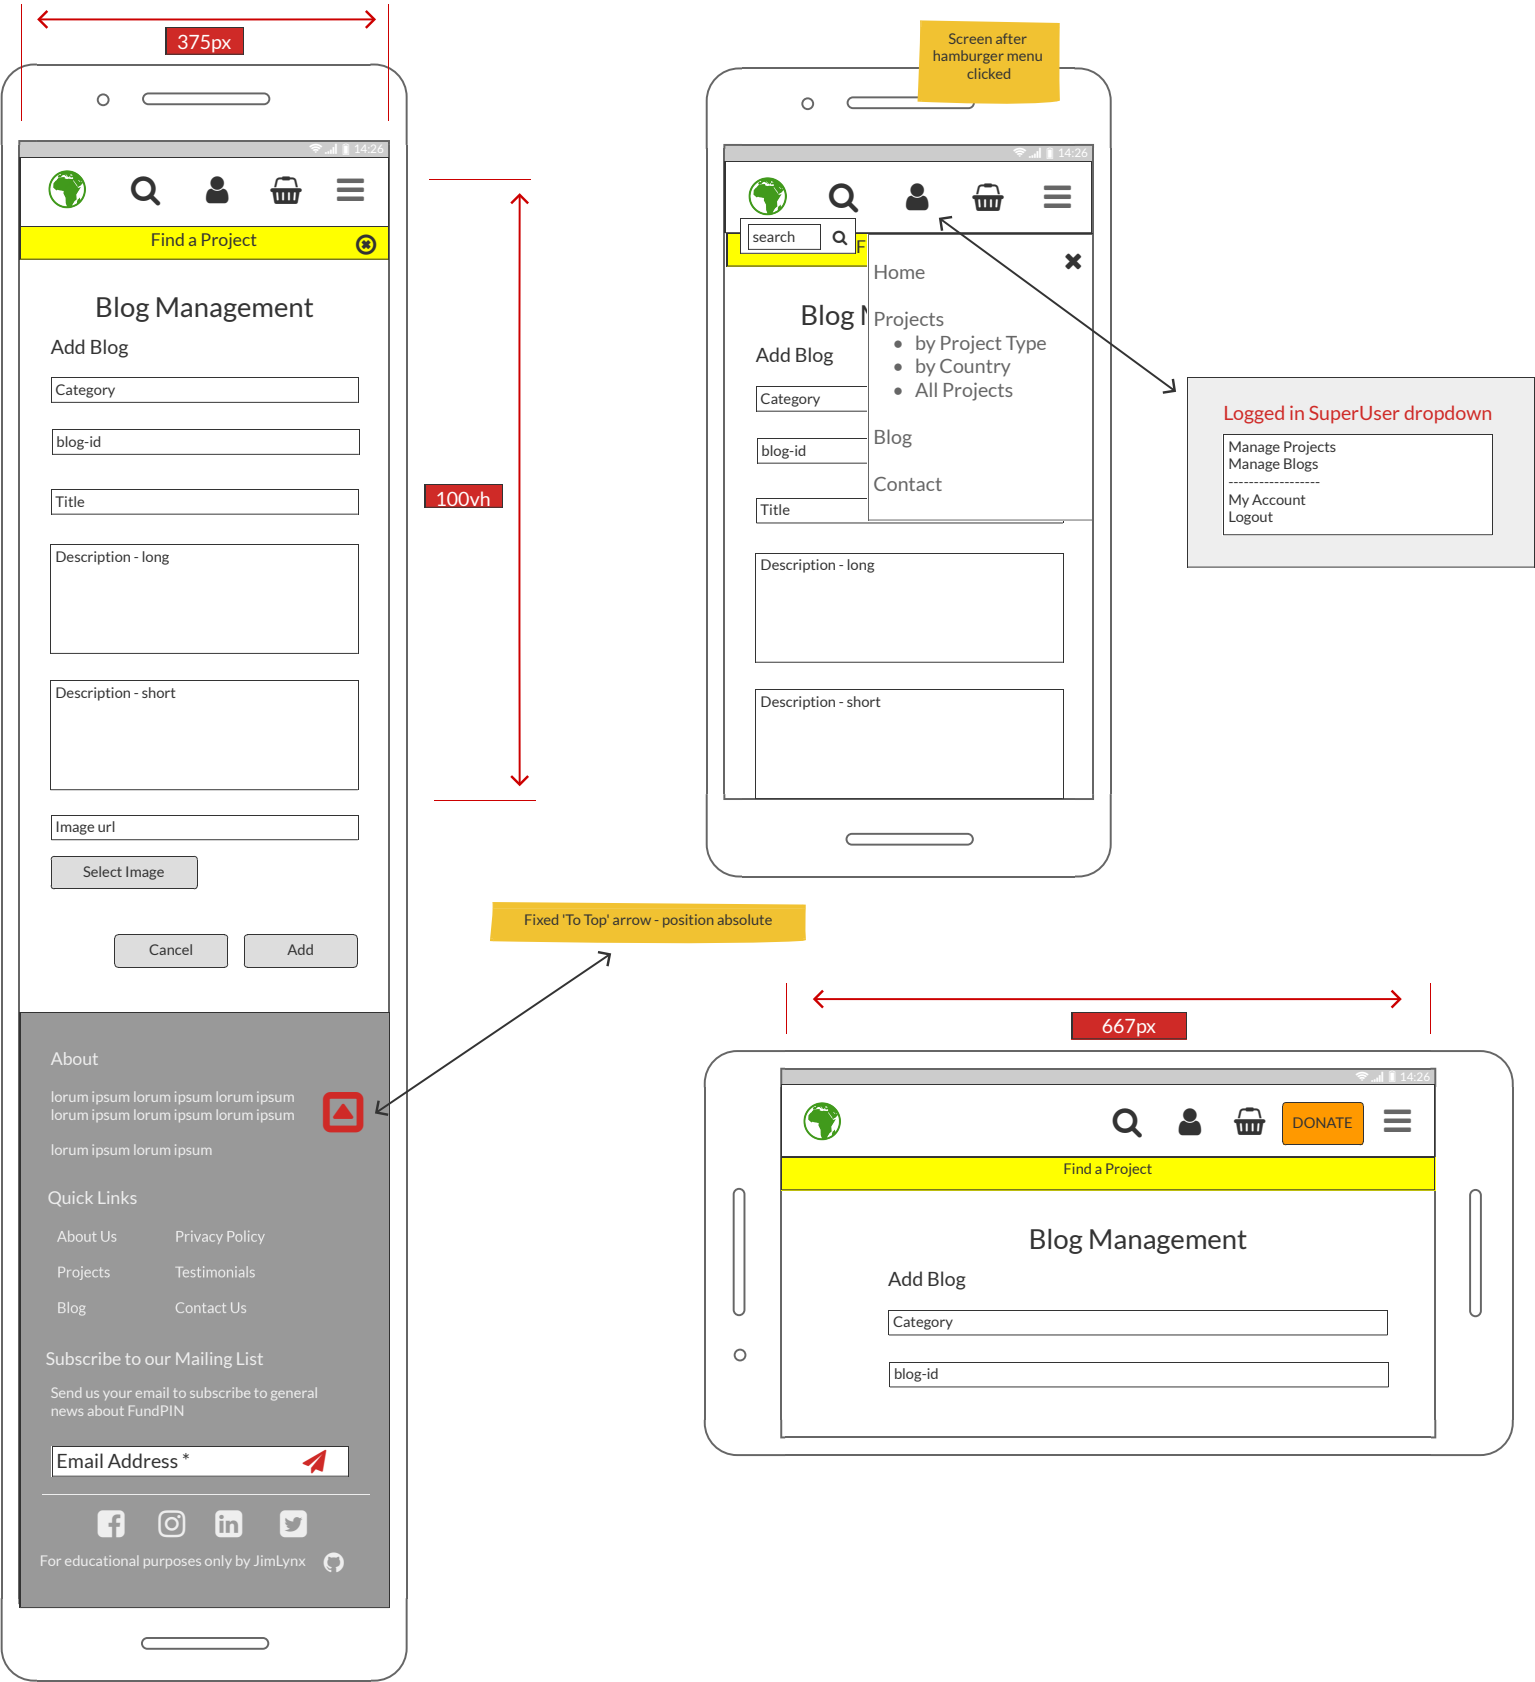 375px
14:26
Find a Project
Blog Management
Add Blog
Category
blog-id
Title
Description - long
Description - short
Image url
Select Image
Cancel
Add
About
lorum ipsum lorum ipsum lorum ipsum
lorum ipsum lorum ipsum lorum ipsum
lorum ipsum lorum ipsum
Quick Links
About Us
Privacy Policy
Projects
Testimonials
Blog
Contact Us
Subscribe to our Mailing List
Send us your email to subscribe to general
news about FundPIN
Email Address *
For educational purposes only by JimLynx
100vh
Fixed 'To Top' arrow - position absolute
Screen after
hamburger menu
clicked
14:26
search
F
Home
Blog M
Projects
by Project Type
by Country
All Projects
Blog
Contact
Add Blog
Category
blog-id
Title
Description - long
Description - short
Logged in SuperUser dropdown
Manage Projects
Manage Blogs
------------------
My Account
Logout
667px
14:26
DONATE
Find a Project
Blog Management
Add Blog
Category
blog-id